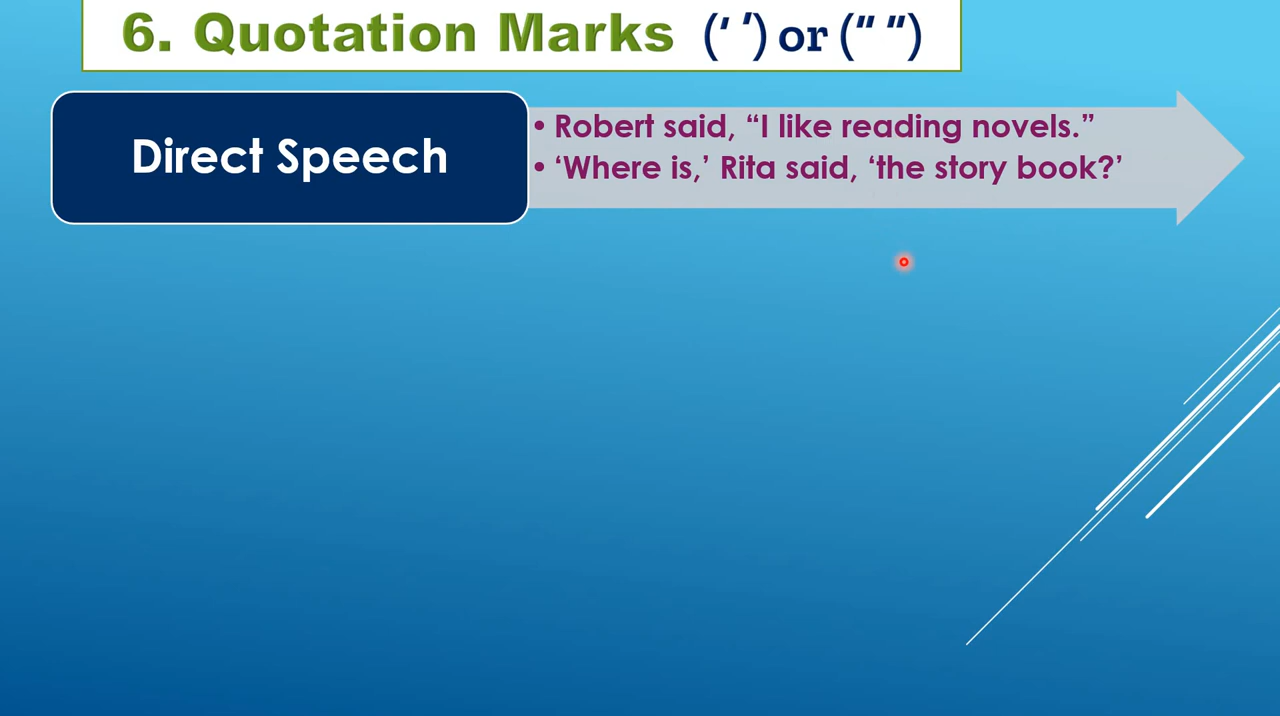 6. Quotation Marks (‘ ’) or (“ ”)
Direct Speech
• Robert said, “I like reading novels.”
• ‘Where is,’ Rita said, ‘the story book?’